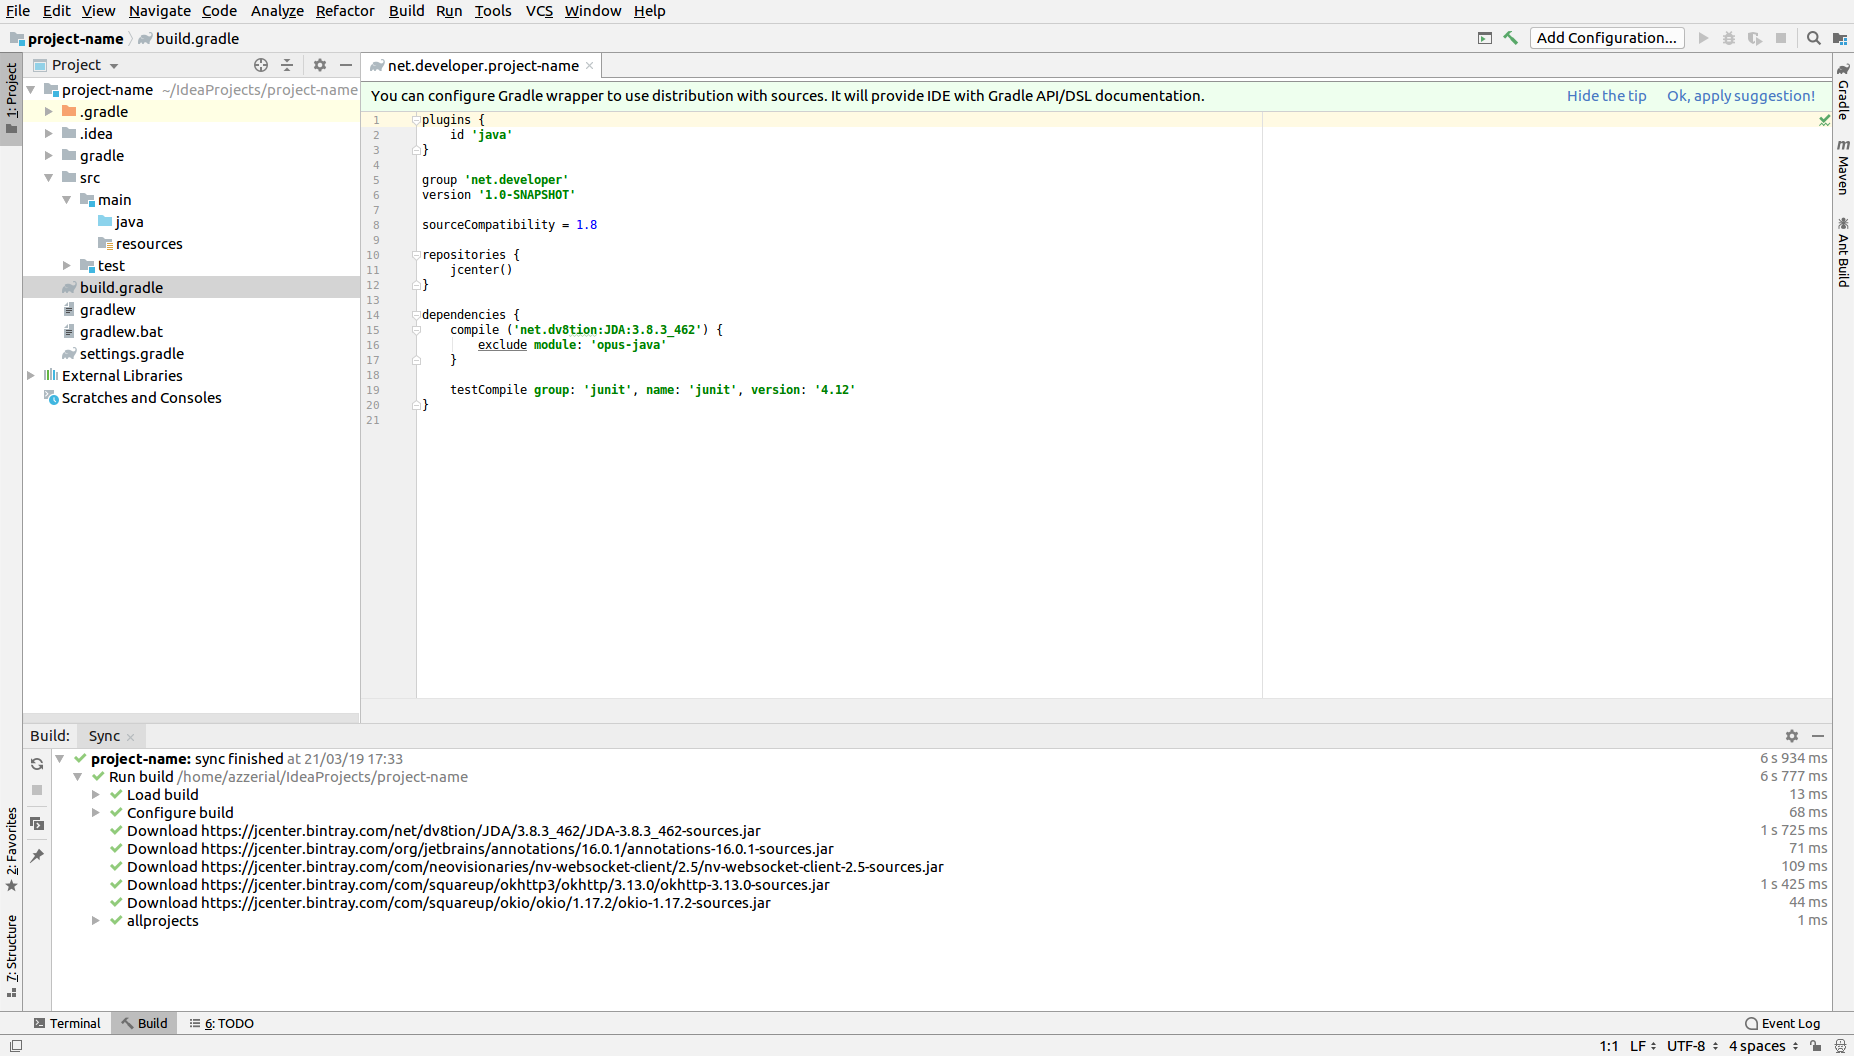 File Edit View Navigate Code Analyze Refactor Build Run Tools VCS Window Help
project-name build.gradle Add Configuration...
Project
net.developer.project-name
1: Project
project-name ~/IdeaProjects/project-name
.gradle
.idea
gradle
src
main
java
resources
test
build.gradle
gradlew
gradlew.bat
settings.gradle
External Libraries
Scratches and Consoles
You can configure Gradle wrapper to use distribution with sources. It will provide IDE with Gradle API/DSL documentation. Hide the tip Ok, apply suggestion!
1 plugins {
2 id 'java'
3 }
4
5 group 'net.developer'
6 version '1.0-SNAPSHOT'
7
8 sourceCompatibility = 1.8
9
10 repositories {
11 jcenter()
12 }
13
14 dependencies {
15 compile ('net.dv8tion:JDA:3.8.3_462') {
16 exclude module: 'opus-java'
17 }
18
19 testCompile group: 'junit', name: 'junit', version: '4.12'
20 }
21
Gradle
m Maven
Ant Build
Build: Sync
project-name: sync finished at 21/03/19 17:33 6 s 934 ms
Run build /home/azzerial/IdeaProjects/project-name 6 s 777 ms
Load build 13 ms
Configure build 68 ms
Download https://jcenter.bintray.com/net/dv8tion/JDA/3.8.3_462/JDA-3.8.3_462-sources.jar 1 s 725 ms
Download https://jcenter.bintray.com/org/jetbrains/annotations/16.0.1/annotations-16.0.1-sources.jar 71 ms
Download https://jcenter.bintray.com/com/neovisionaries/nv-websocket-client/2.5/nv-websocket-client-2.5-sources.jar 109 ms
Download https://jcenter.bintray.com/com/squareup/okhttp3/okhttp/3.13.0/okhttp-3.13.0-sources.jar 1 s 425 ms
Download https://jcenter.bintray.com/com/squareup/okio/okio/1.17.2/okio-1.17.2-sources.jar 44 ms
allprojects 1 ms
2: Favorites
7: Structure
Terminal Build 6: TODO Event Log
1:1 LF UTF-8 4 spaces